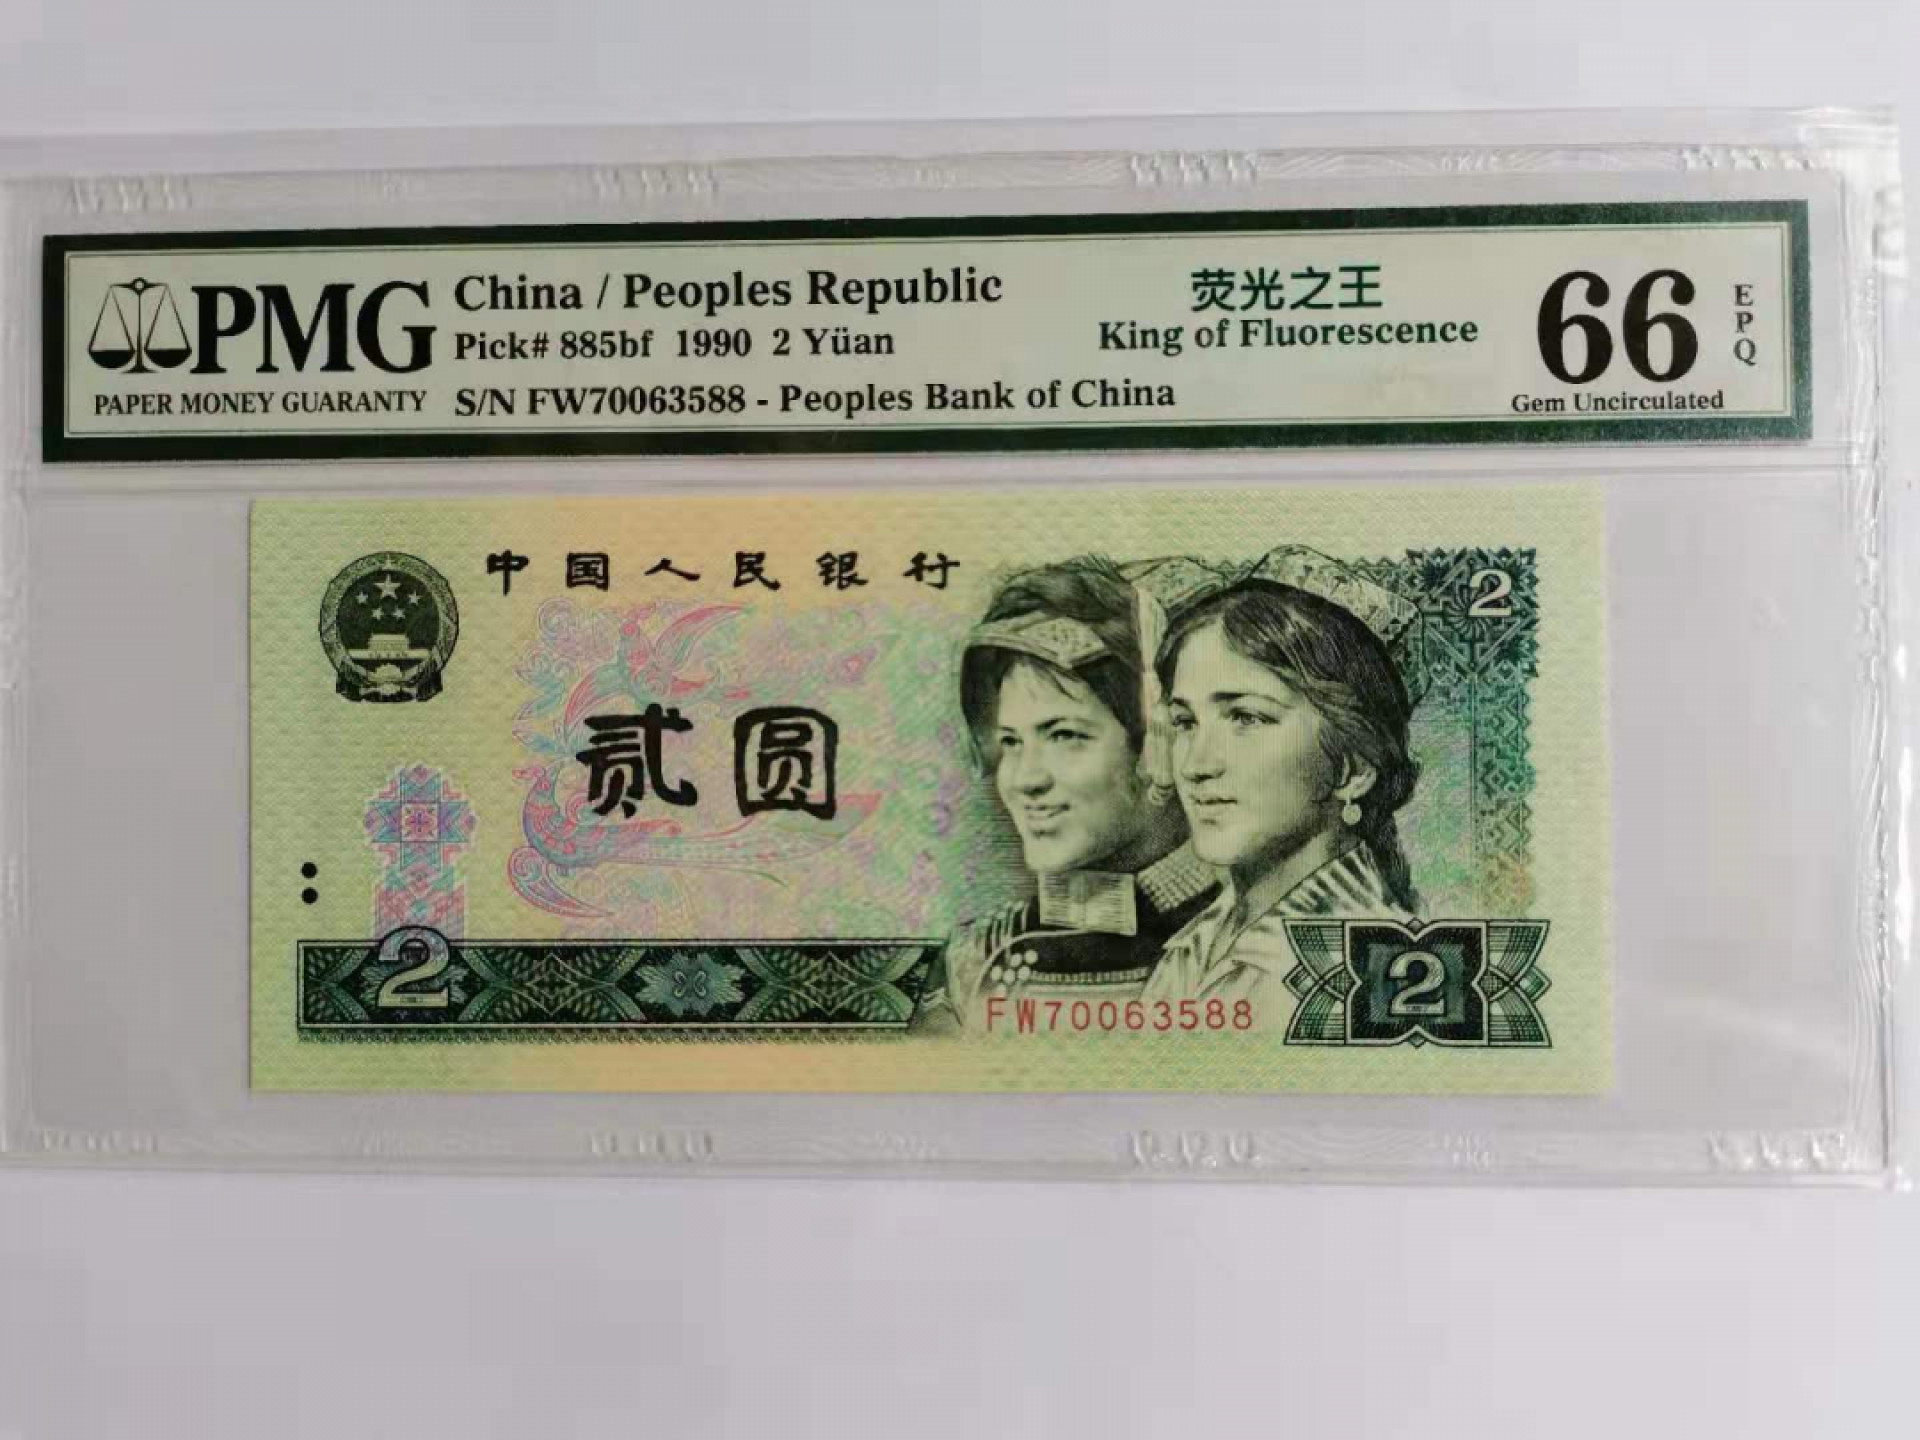 PMG
PAPER MONEY GUARANTY
China / Peoples Republic
Pick# 885bf 1990 2 Yüan
S/N FW70063588 - Peoples Bank of China
荧光之王
King of Fluorescence
66
EPQ
Gem Uncirculated
中国人民银行
2
贰圆
2
2
FW70063588